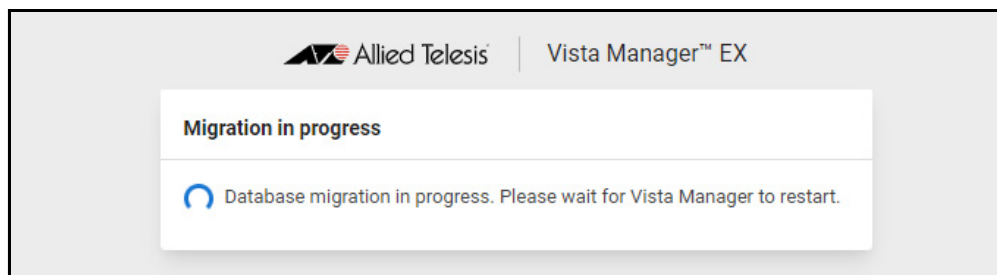 Allied Telesis Vista Manager™ EX
Migration in progress
Database migration in progress. Please wait for Vista Manager to restart.